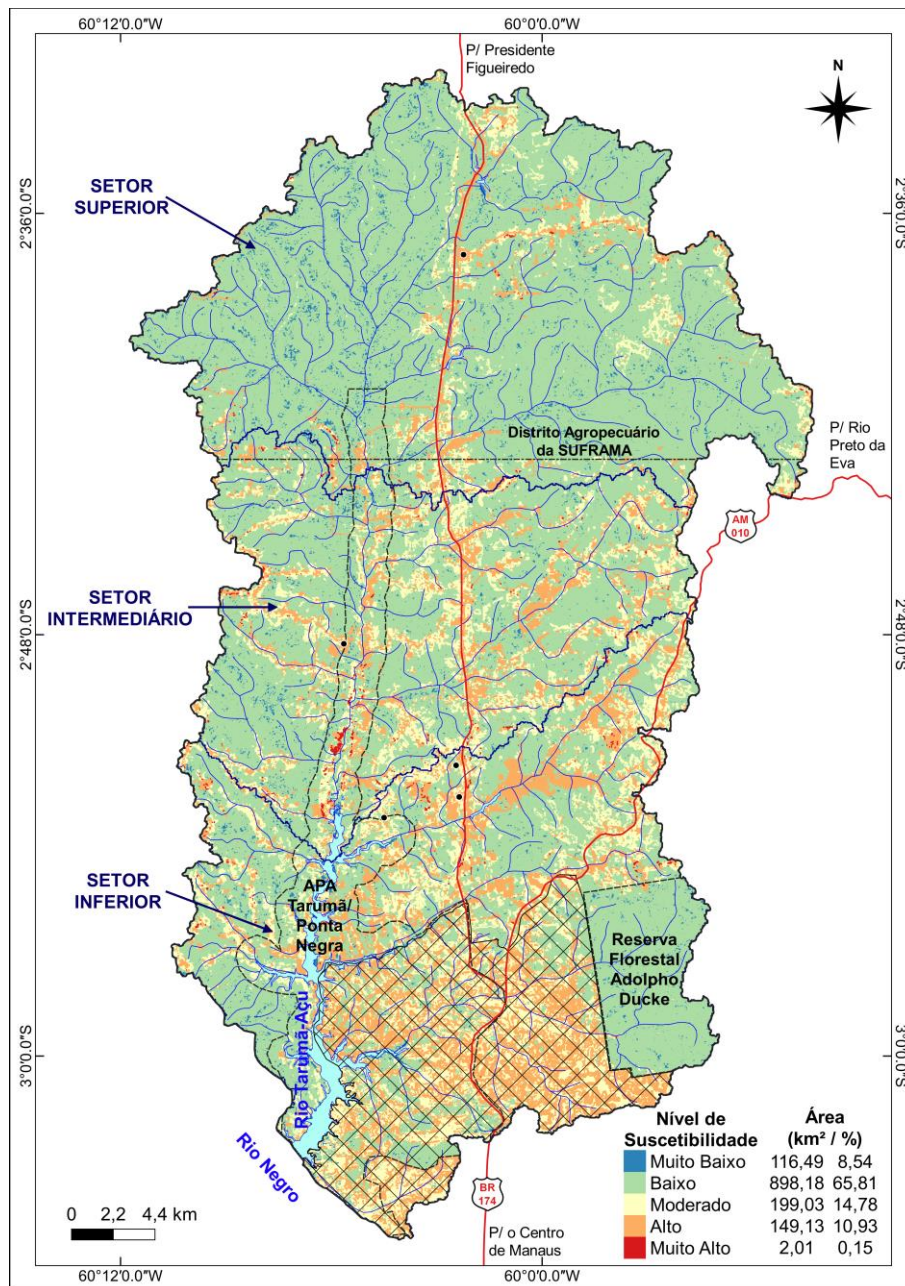 60°12'0.0"W
60°0'0.0"W
P/ Presidente
Figueiredo
N
SETOR
SUPERIOR
2°36'0.0"S
2°36'0.0"S
Distrito Agropecuário
da SUFRAMA
P/ Rio
Preto da
Eva
AM
010
SETOR
INTERMEDIÁRIO
2°48'0.0"S
2°48'0.0"S
SETOR
INFERIOR
APA
Tarumã/
Ponta
Negra
Reserva
Florestal
Adolpho
Ducke
Rio Tarumã-Açu
3°0'0.0"S
3°0'0.0"S
Rio Negro
Nível de
Suscetibilidade
Área
(km² / %)
Muito Baixo 116,49 8,54
Baixo 898,18 65,81
Moderado 199,03 14,78
Alto 149,13 10,93
Muito Alto 2,01 0,15
0 2,2 4,4 km
BR
174
P/ o Centro
de Manaus
60°12'0.0"W
60°0'0.0"W